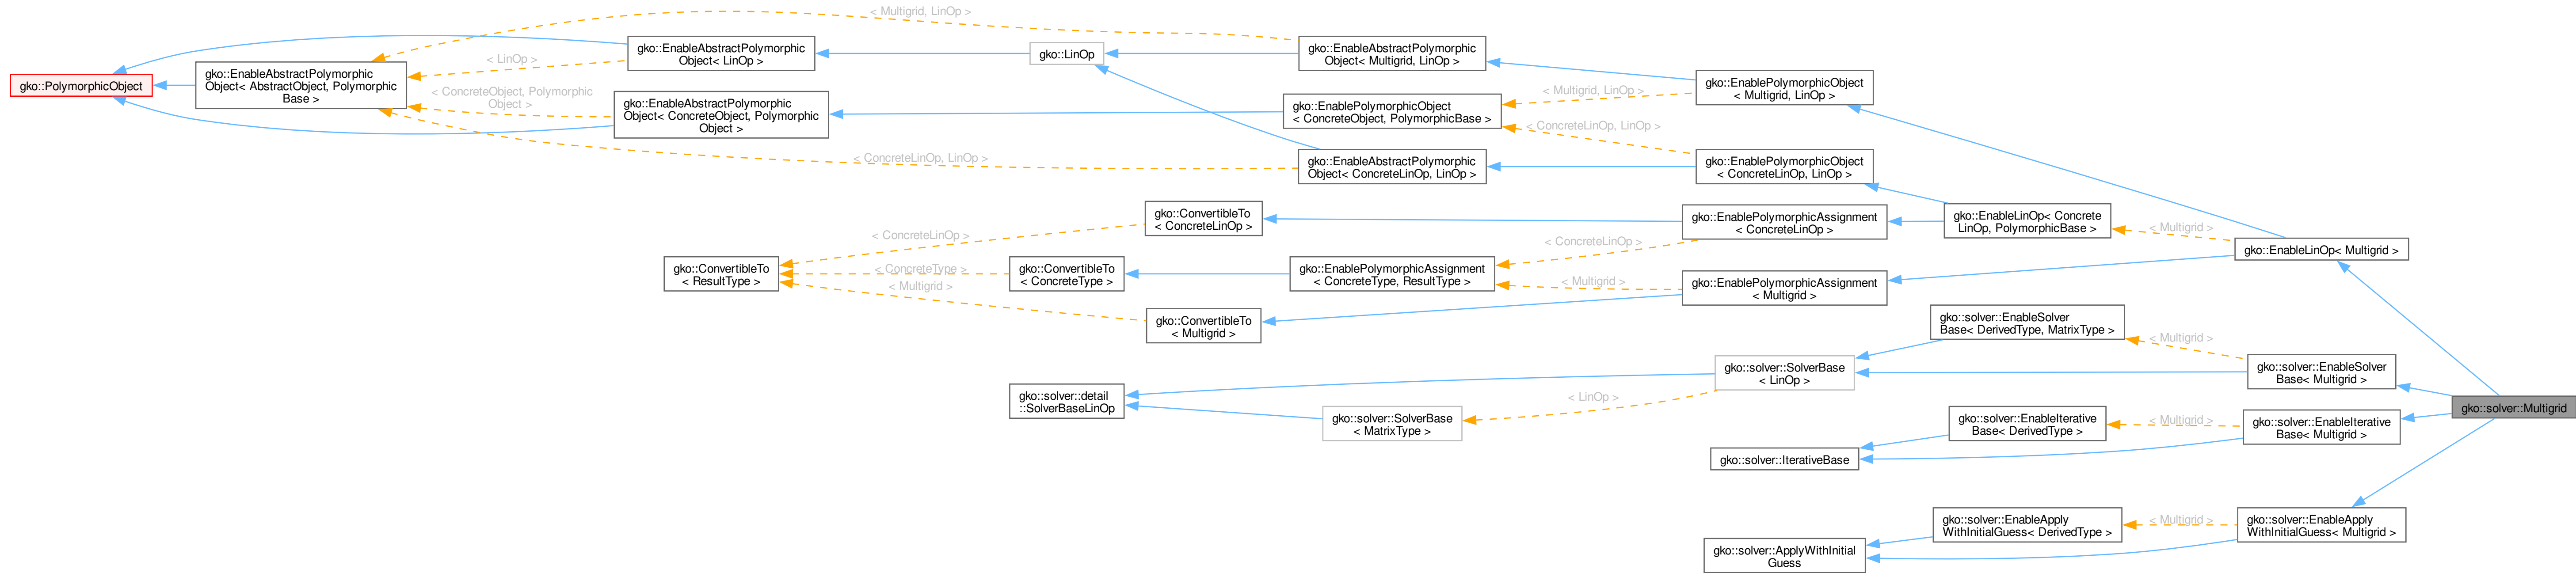 < Multigrid, LinOp >
gko::EnableAbstractPolymorphic
Object< LinOp >
gko::LinOp
gko::EnableAbstractPolymorphic
Object< Multigrid, LinOp >
< LinOp >
gko::PolymorphicObject
gko::EnableAbstractPolymorphic
Object< AbstractObject, Polymorphic
Base >
gko::EnablePolymorphicObject
< Multigrid, LinOp >
< Multigrid, LinOp >
< ConcreteObject, Polymorphic
Object >
gko::EnableAbstractPolymorphic
Object< ConcreteObject, Polymorphic
Object >
gko::EnablePolymorphicObject
< ConcreteObject, PolymorphicBase >
< ConcreteLinOp, LinOp >
< ConcreteLinOp, LinOp >
gko::EnableAbstractPolymorphic
Object< ConcreteLinOp, LinOp >
gko::EnablePolymorphicObject
< ConcreteLinOp, LinOp >
gko::ConvertibleTo
< ConcreteLinOp >
gko::EnablePolymorphicAssignment
< ConcreteLinOp >
gko::EnableLinOp< Concrete
LinOp, PolymorphicBase >
< Multigrid >
gko::EnableLinOp< Multigrid >
< ConcreteLinOp >
< ConcreteLinOp >
gko::ConvertibleTo
< ResultType >
< ConcreteType >
gko::ConvertibleTo
< ConcreteType >
gko::EnablePolymorphicAssignment
< ConcreteType, ResultType >
< Multigrid >
< Multigrid >
gko::EnablePolymorphicAssignment
< Multigrid >
gko::ConvertibleTo
< Multigrid >
gko::solver::EnableSolver
Base< DerivedType, MatrixType >
< Multigrid >
gko::solver::SolverBase
< LinOp >
gko::solver::EnableSolver
Base< Multigrid >
gko::solver::detail
::SolverBaseLinOp
< LinOp >
gko::solver::SolverBase
< MatrixType >
gko::solver::Multigrid
gko::solver::EnableIterative
Base< DerivedType >
< Multigrid >
gko::solver::EnableIterative
Base< Multigrid >
gko::solver::IterativeBase
gko::solver::EnableApply
WithInitialGuess< DerivedType >
< Multigrid >
gko::solver::EnableApply
WithInitialGuess< Multigrid >
gko::solver::ApplyWithInitial
Guess